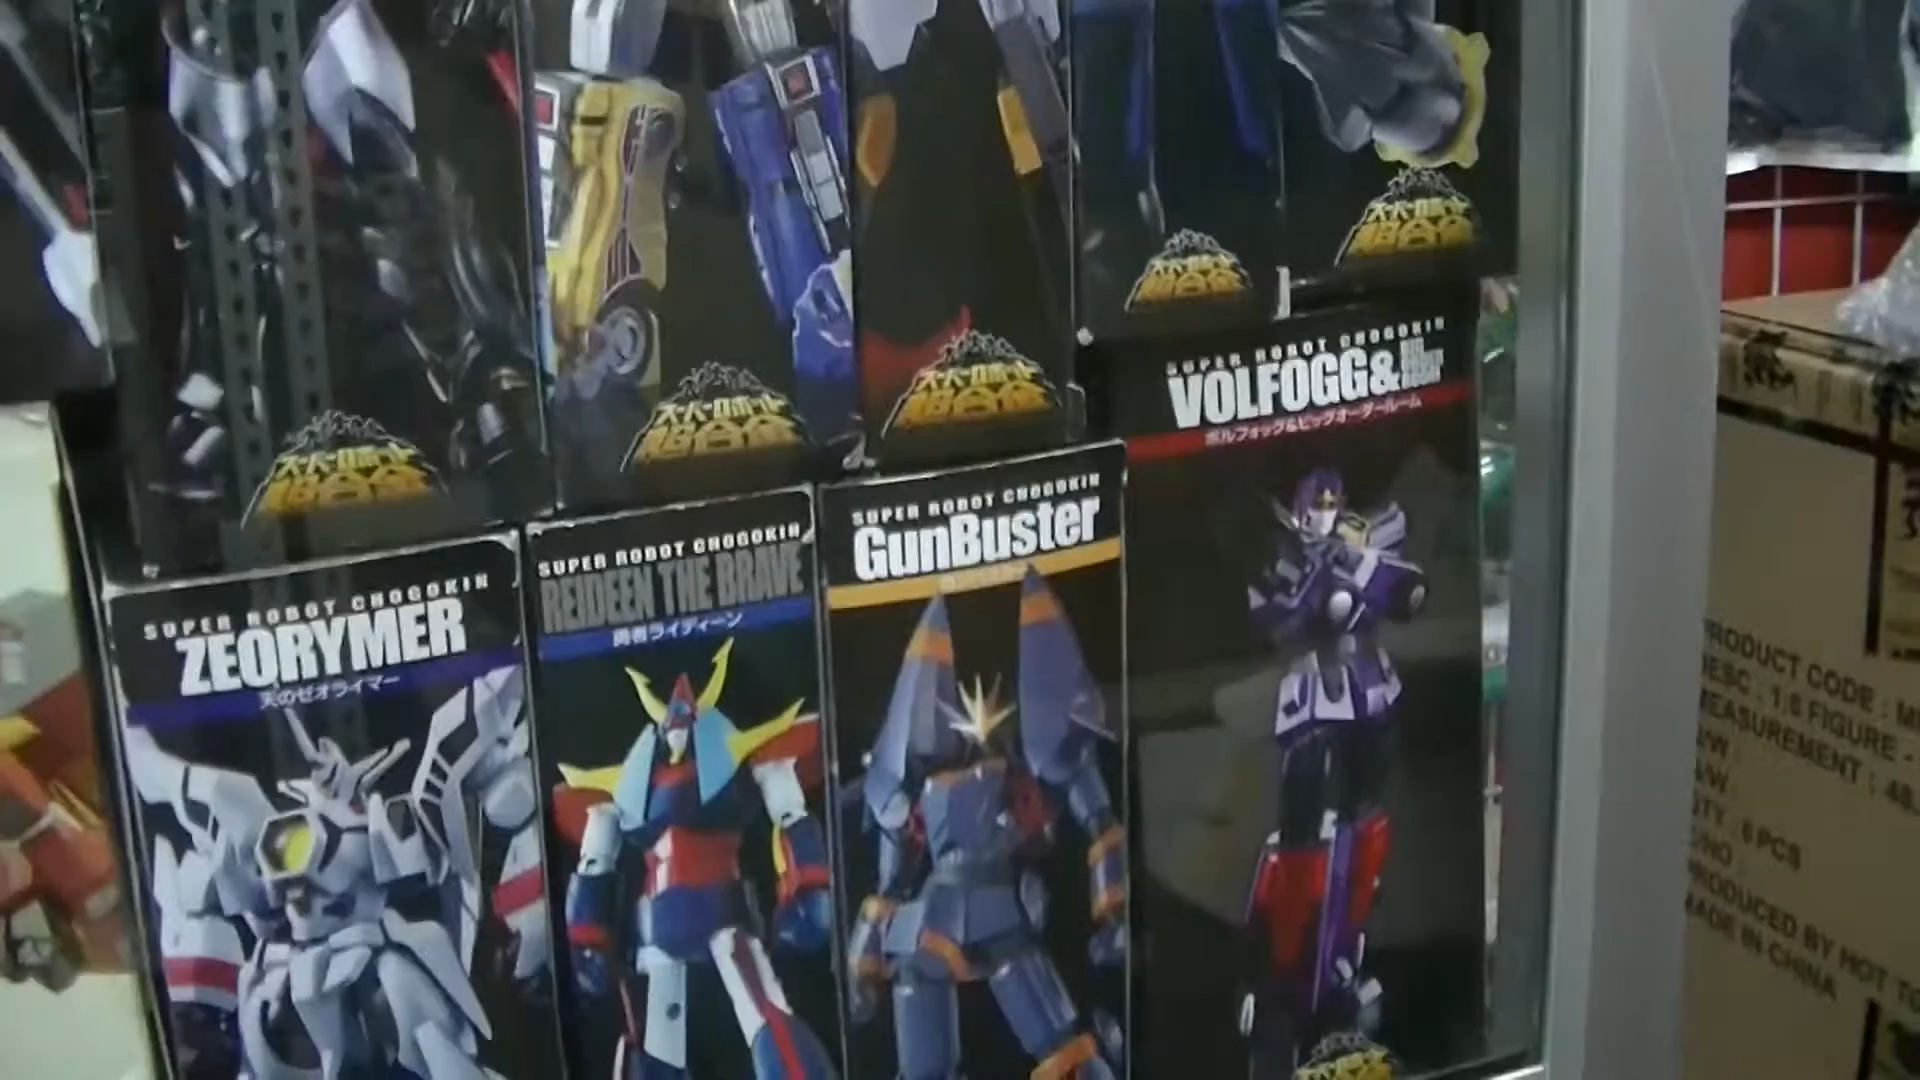 スーパーロボット
超合金
スーパーロボット
超合金
スーパーロボット
超合金
スーパーロボット
超合金
スーパーロボット
超合金
SUPER ROBOT CHOGOKIN
VOLFOGG&
ボルフォッグ&ビッグオーダールーム
SUPER ROBOT CHOGOKIN
GunBuster
SUPER ROBOT CHOGOKIN
REIDEEN THE BRAVE
勇者ライディーン
SUPER ROBOT CHOGOKIN
ZEORYMER
天のゼオライマー
PRODUCT CODE : M
DESC : 1:6 FIGURE -
MEASUREMENT : 48.
QTY : 6 PCS
C/NO :
PRODUCED BY HOT TO
MADE IN CHINA